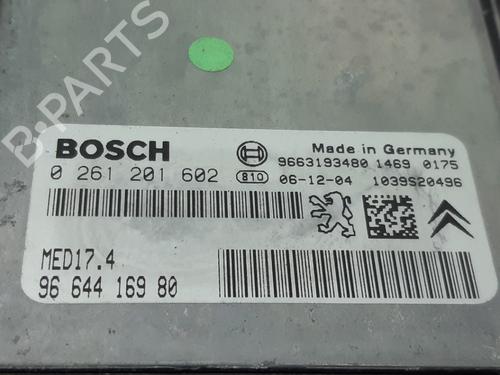 B·PARTS
BOSCH
Made in Germany
9663193480 1469 0175
0 261 201 602 810 06-12-04 1039S20496
MED17.4
96 644 169 80